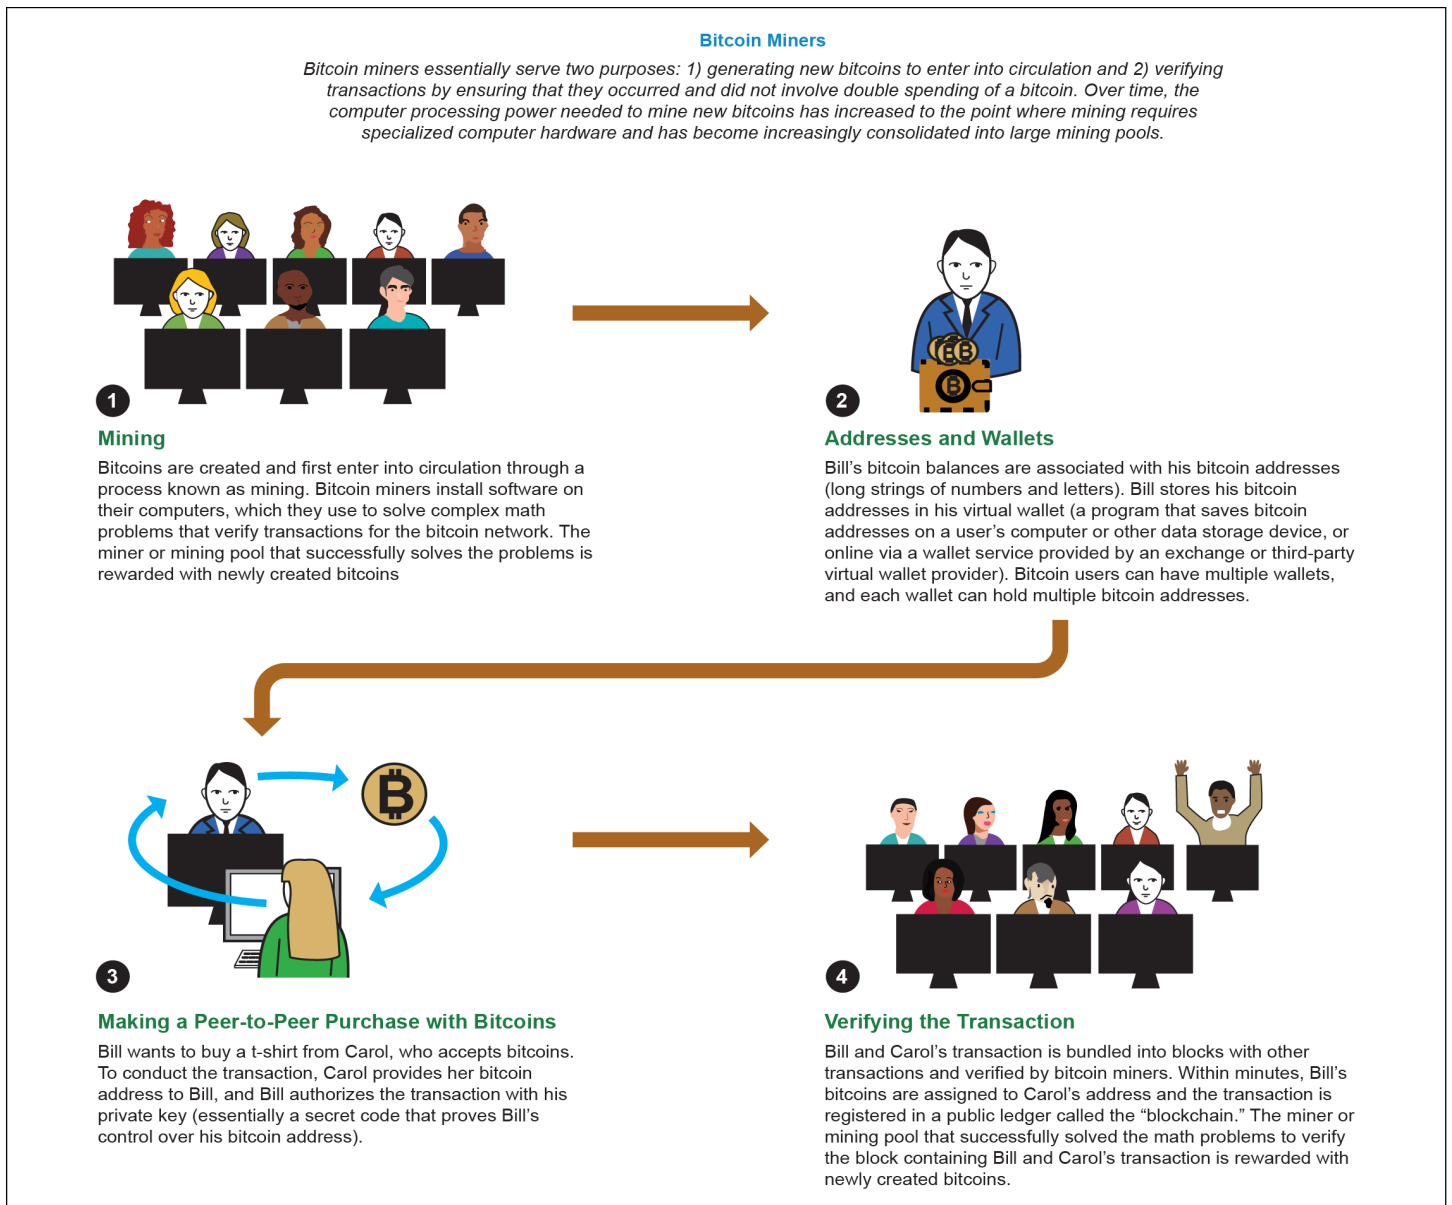 Bitcoin Miners
Bitcoin miners essentially serve two purposes: 1) generating new bitcoins to enter into circulation and 2) verifying
transactions by ensuring that they occurred and did not involve double spending of a bitcoin. Over time, the
computer processing power needed to mine new bitcoins has increased to the point where mining requires
specialized computer hardware and has become increasingly consolidated into large mining pools.
1
Mining
Bitcoins are created and first enter into circulation through a
process known as mining. Bitcoin miners install software on
their computers, which they use to solve complex math
problems that verify transactions for the bitcoin network. The
miner or mining pool that successfully solves the problems is
rewarded with newly created bitcoins
2
Addresses and Wallets
Bill’s bitcoin balances are associated with his bitcoin addresses
(long strings of numbers and letters). Bill stores his bitcoin
addresses in his virtual wallet (a program that saves bitcoin
addresses on a user’s computer or other data storage device, or
online via a wallet service provided by an exchange or third-party
virtual wallet provider). Bitcoin users can have multiple wallets,
and each wallet can hold multiple bitcoin addresses.
3
Making a Peer-to-Peer Purchase with Bitcoins
Bill wants to buy a t-shirt from Carol, who accepts bitcoins.
To conduct the transaction, Carol provides her bitcoin
address to Bill, and Bill authorizes the transaction with his
private key (essentially a secret code that proves Bill’s
control over his bitcoin address).
4
Verifying the Transaction
Bill and Carol’s transaction is bundled into blocks with other
transactions and verified by bitcoin miners. Within minutes, Bill’s
bitcoins are assigned to Carol’s address and the transaction is
registered in a public ledger called the “blockchain.” The miner or
mining pool that successfully solved the math problems to verify
the block containing Bill and Carol’s transaction is rewarded with
newly created bitcoins.